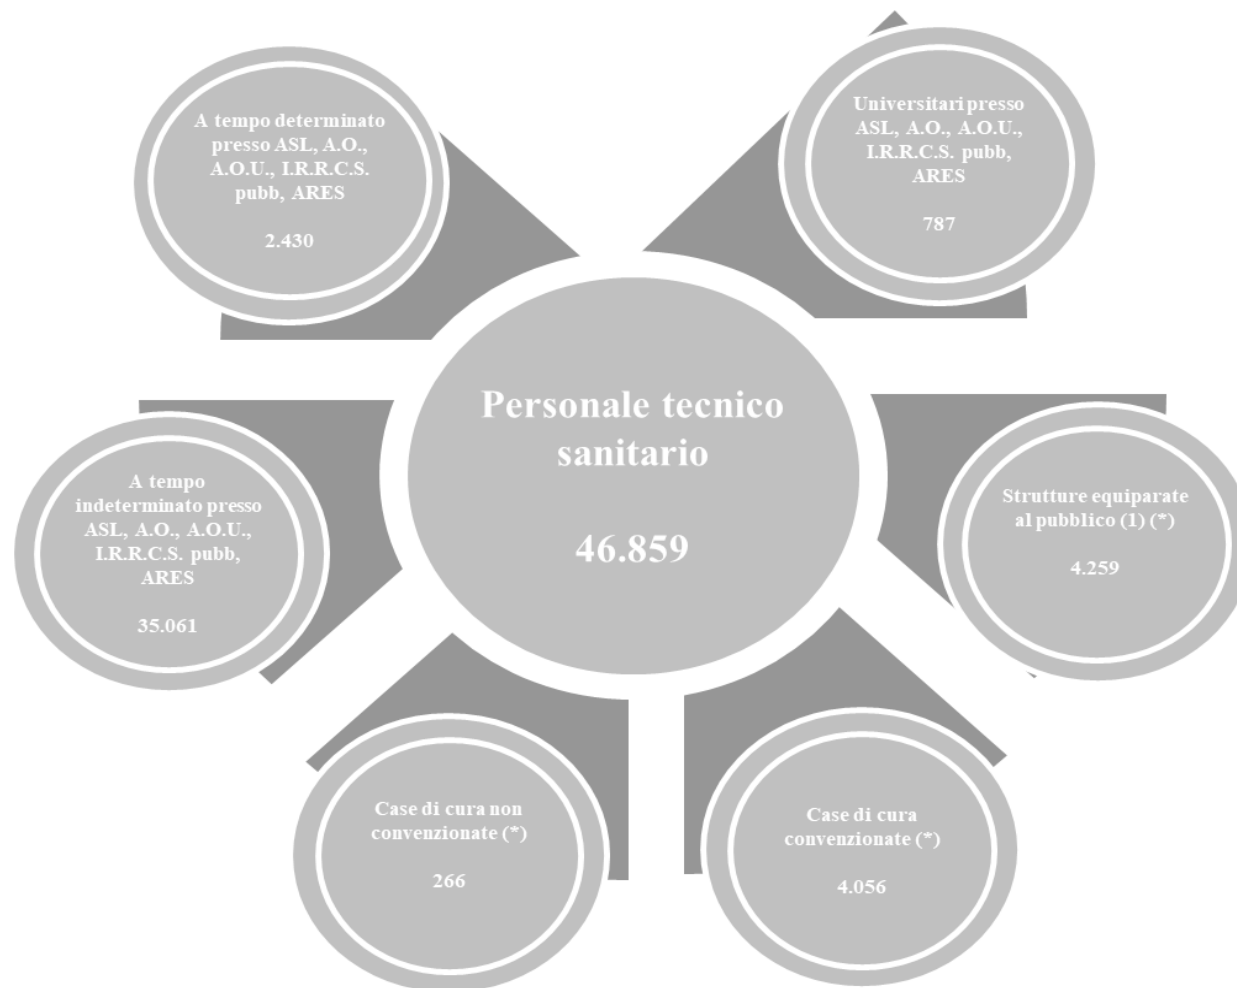 A tempo determinato
presso ASL, A.O.,
A.O.U., I.R.R.C.S.
pubb, ARES
2.430
Universitari presso
ASL, A.O., A.O.U.,
I.R.R.C.S. pubb,
ARES
787
Personale tecnico
sanitario
46.859
A tempo
indeterminato presso
ASL, A.O., A.O.U.,
I.R.R.C.S. pubb,
ARES
35.061
Strutture equiparate
al pubblico (1) (*)
4.259
Case di cura non
convenzionate (*)
266
Case di cura
convenzionate (*)
4.056